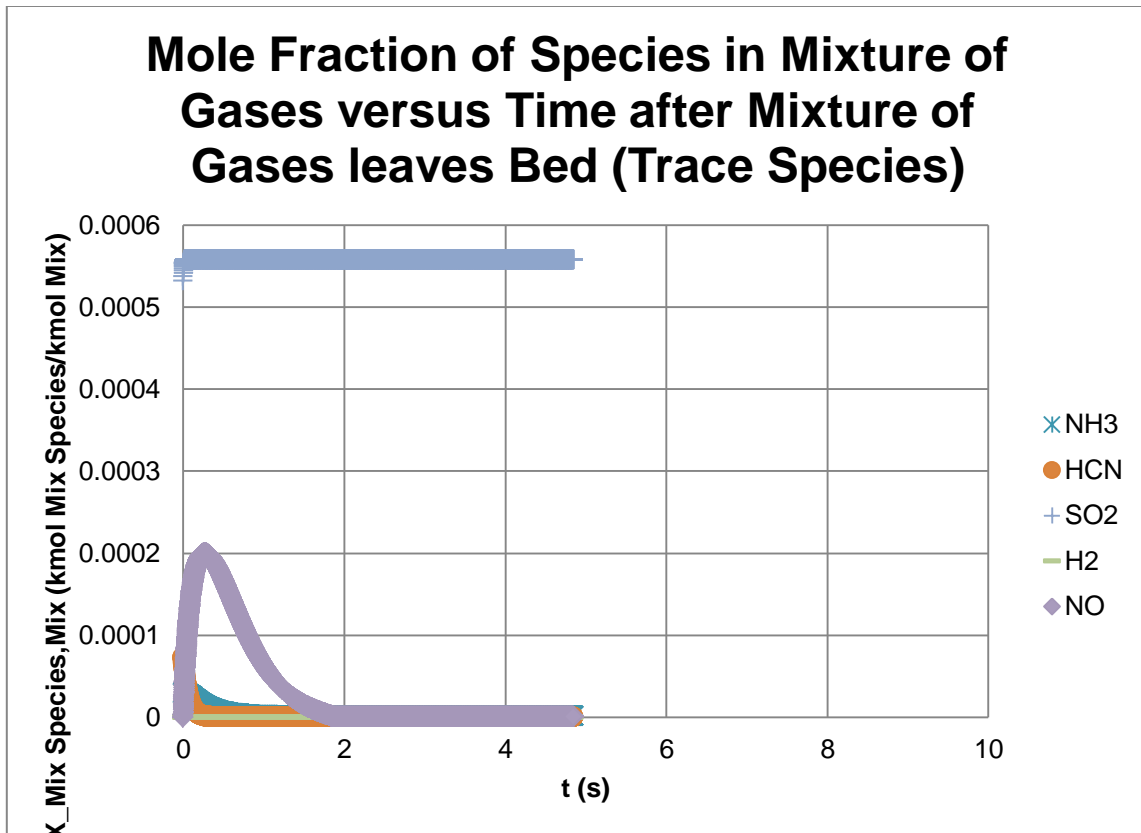 Mole Fraction of Species in Mixture of
Gases versus Time after Mixture of
Gases leaves Bed (Trace Species)
X_Mix Species,Mix (kmol Mix Species/kmol Mix)
0.0006
0.0005
0.0004
0.0003
0.0002
0.0001
0
0 2 4 6 8 10
t (s)
NH3
HCN
SO2
H2
NO